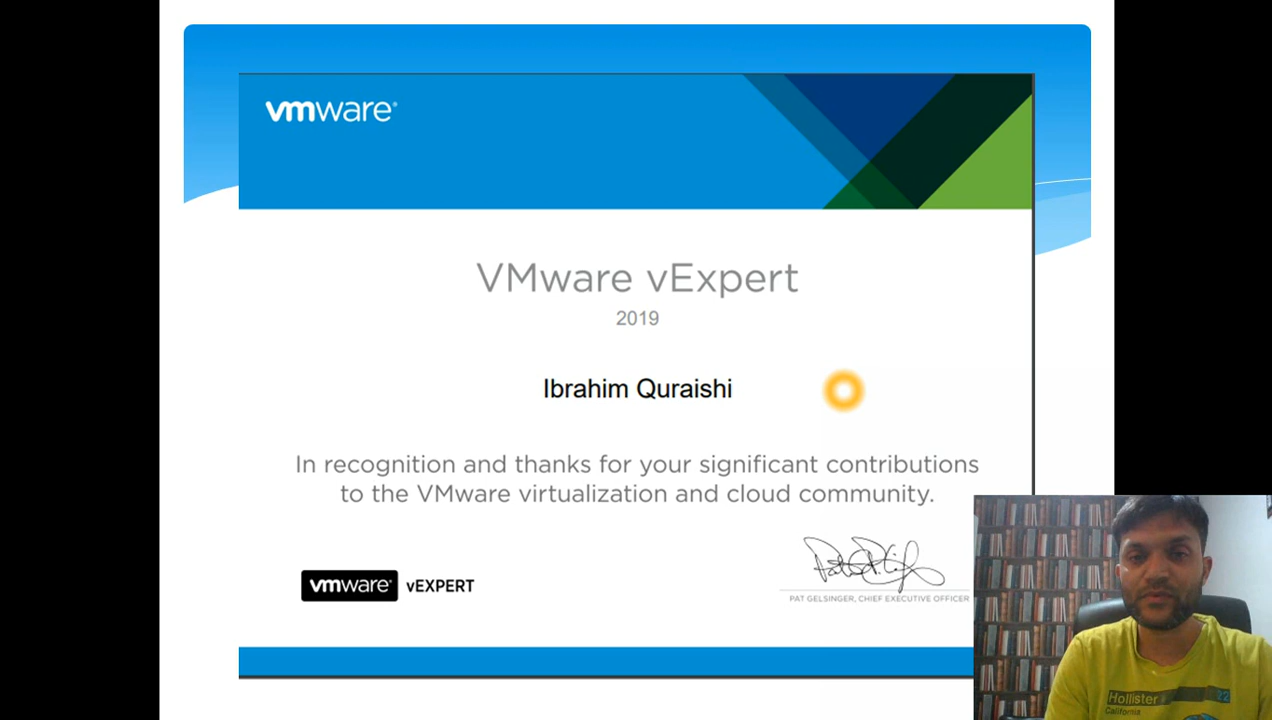 vmware®
VMware vExpert
2019
Ibrahim Quraishi
In recognition and thanks for your significant contributions
to the VMware virtualization and cloud community.
vmware® vEXPERT
PAT GELSINGER, CHIEF EXECUTIVE OFFICER
Hollister 22
California